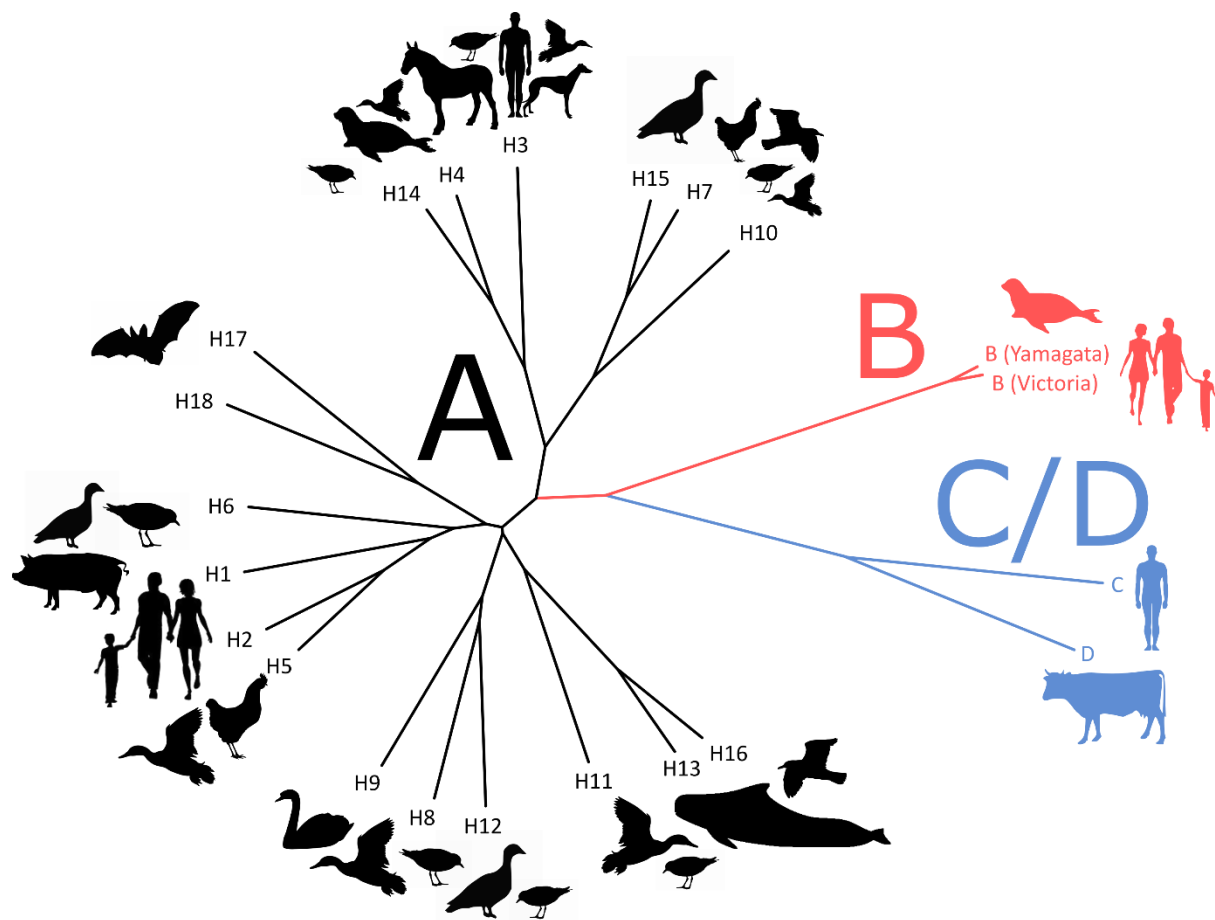 H3
H4
H14
H15
H7
H10
H17
H18
A
B
B (Yamagata)
B (Victoria)
C/D
H6
H1
H2
H5
C
D
H9
H8
H12
H11
H13
H16